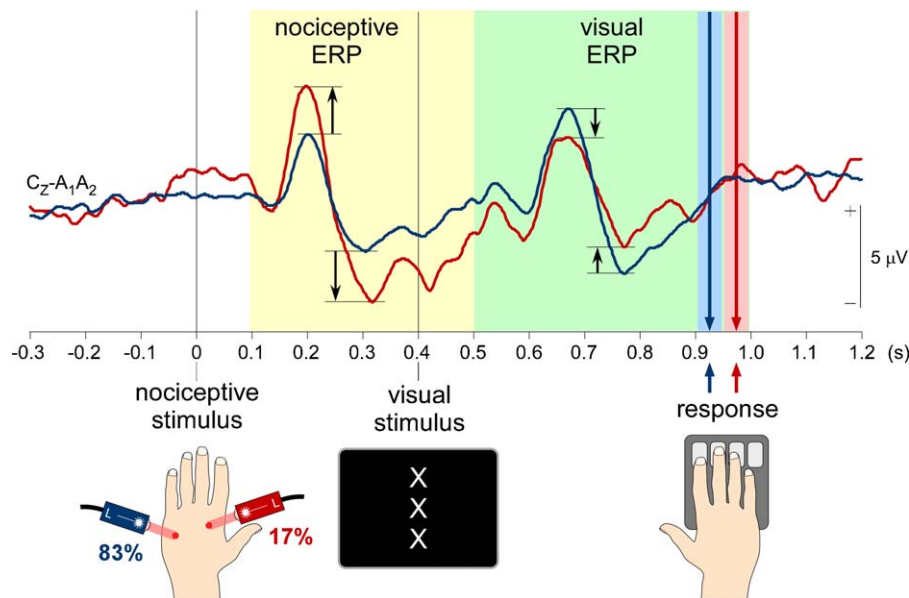 nociceptive
ERP
visual
ERP
Cz-A1A2
+
5 μV
−
-0.3 -0.2 -0.1 0 0.1 0.2 0.3 0.4 0.5 0.6 0.7 0.8 0.9 1.0 1.1 1.2 (s)
nociceptive
stimulus
visual
stimulus
response
L
L
83%
17%
X
X
X